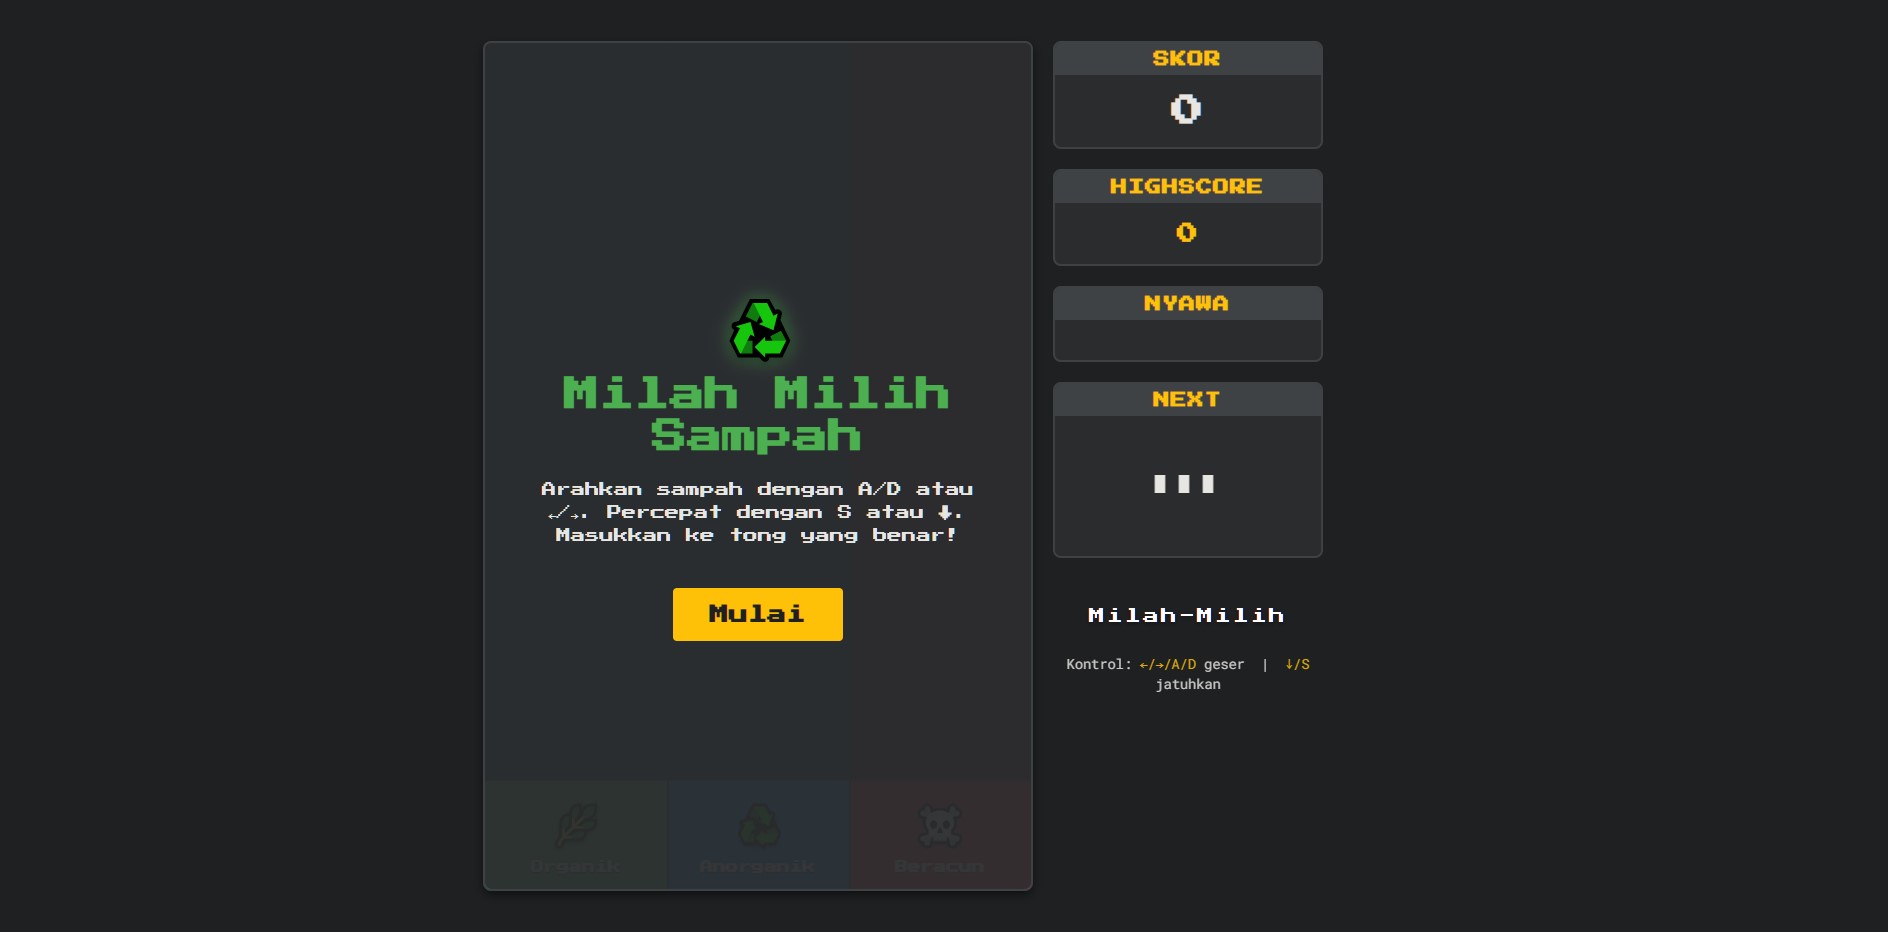 Milah Milih
Sampah
Arahkan sampah dengan A/D atau
←/→. Percepat dengan S atau ⬇.
Masukkan ke tong yang benar!
Mulai
Organik
Anorganik
Beracun
SKOR
0
HIGHSCORE
0
NYAWA
NEXT
...
Milah-Milih
Kontrol: ←/→/A/D geser | ↓/S
jatuhkan